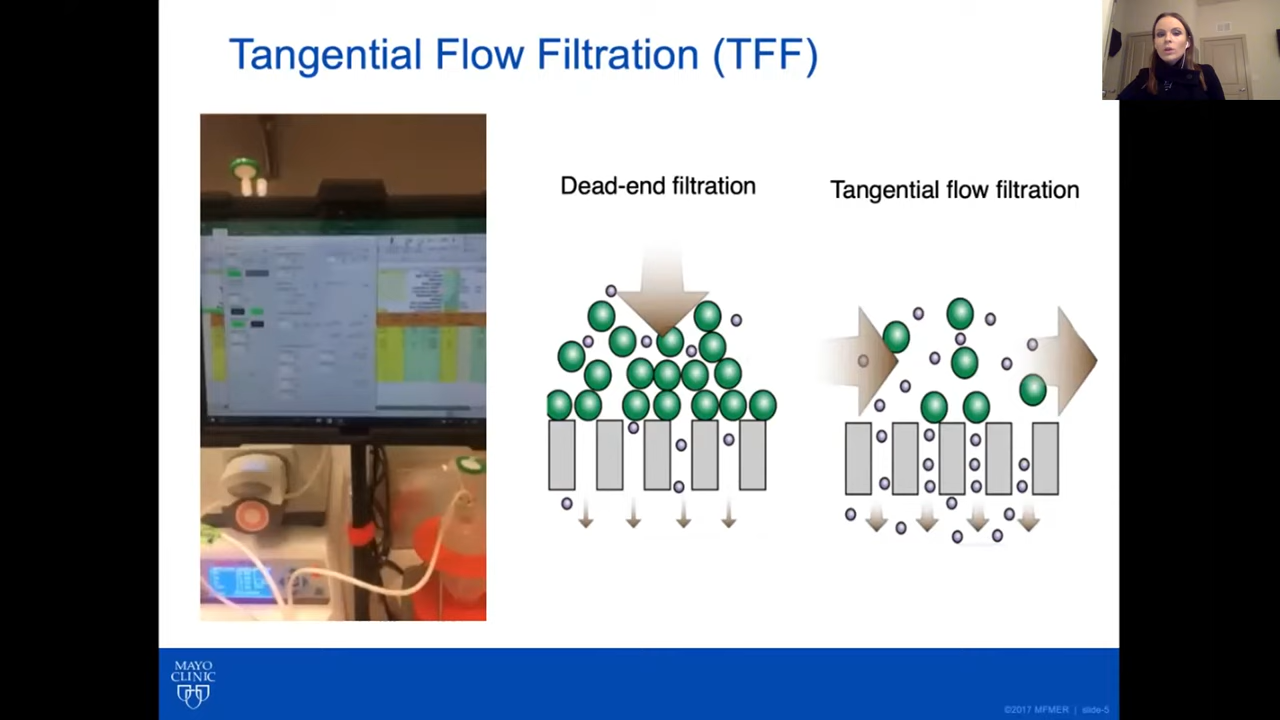 Tangential Flow Filtration (TFF)
Dead-end filtration
Tangential flow filtration
MAYO
CLINIC
©2017 MFMER | slide-5